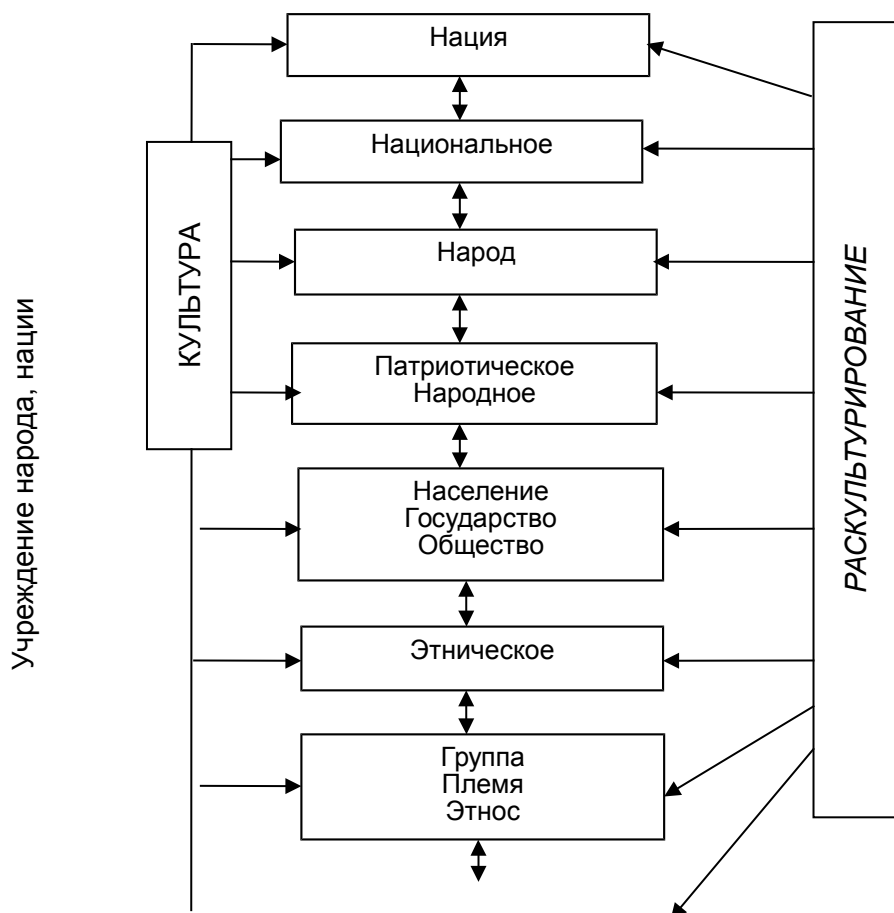 Учреждение народа, нации
КУЛЬТУРА
Нация
Национальное
Народ
Патриотическое
Народное
Население
Государство
Общество
Этническое
Группа
Племя
Этнос
РАСКУЛЬТУРИРОВАНИЕ